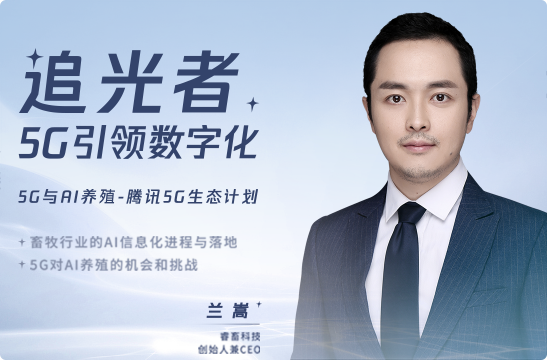 追光者
5G引领数字化
5G与AI养殖-腾讯5G生态计划
畜牧行业的AI信息化进程与落地
5G对AI养殖的机会和挑战
兰嵩
睿畜科技
创始人兼CEO